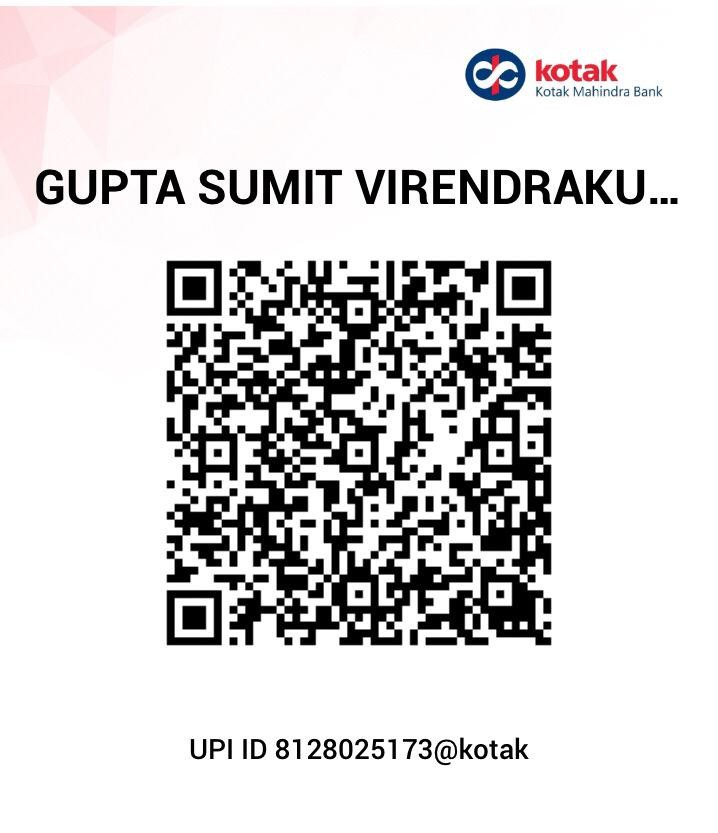 kotak
Kotak Mahindra Bank
GUPTA SUMIT VIRENDRAKU...
UPI ID 8128025173@kotak